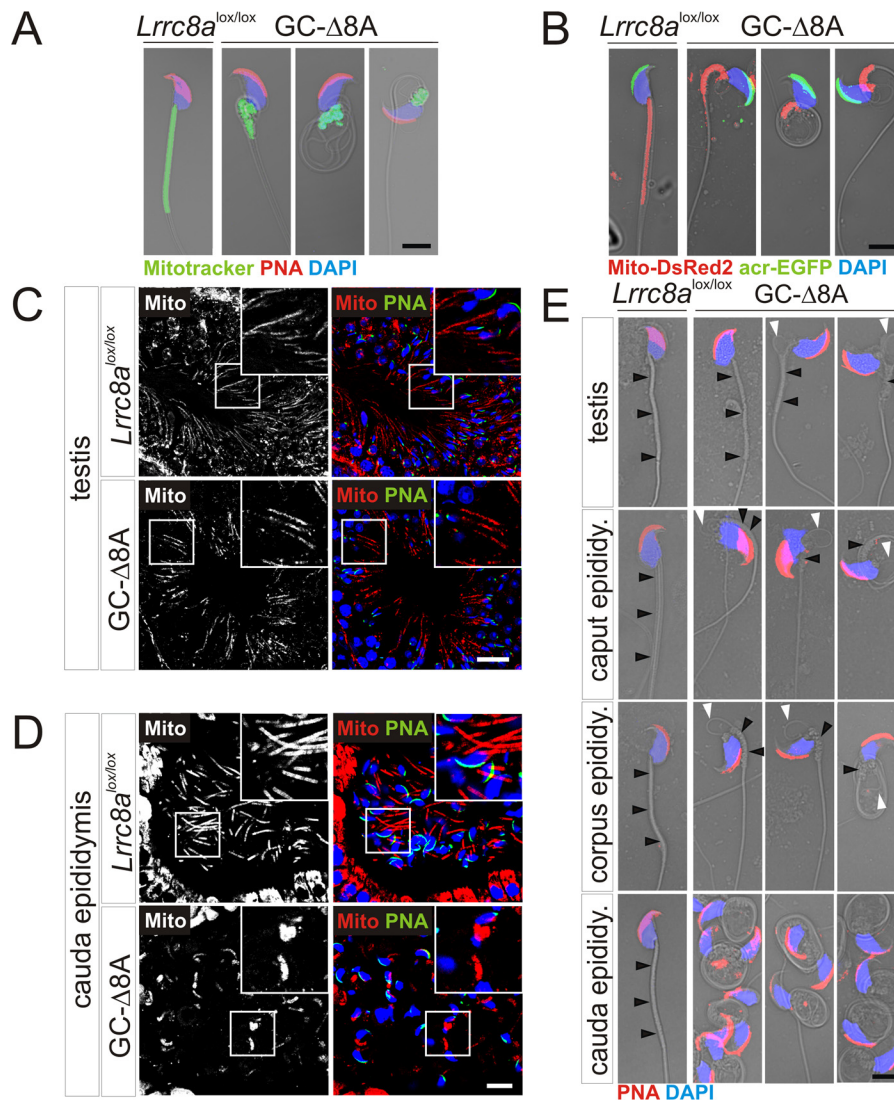 A
Lrrc8a lox/lox GC-Δ8A
Mitotracker PNA DAPI
B
Lrrc8a lox/lox GC-Δ8A
Mito-DsRed2 acr-EGFP DAPI
C
testis
Lrrc8a lox/lox
Mito
Mito PNA
GC-Δ8A
Mito
Mito PNA
D
cauda epididymis
Lrrc8a lox/lox
Mito
Mito PNA
GC-Δ8A
Mito
Mito PNA
E
Lrrc8a lox/lox GC-Δ8A
testis
caput epididy.
corpus epididy.
cauda epididy.
PNA DAPI